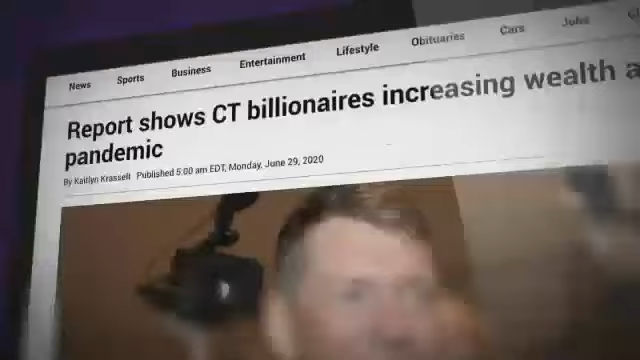 News Sports Business Entertainment Lifestyle Obituaries Cars Jobs
Report shows CT billionaires increasing wealth
pandemic
By Kaitlyn Krasselt Published 5:00 am EDT, Monday, June 29, 2020